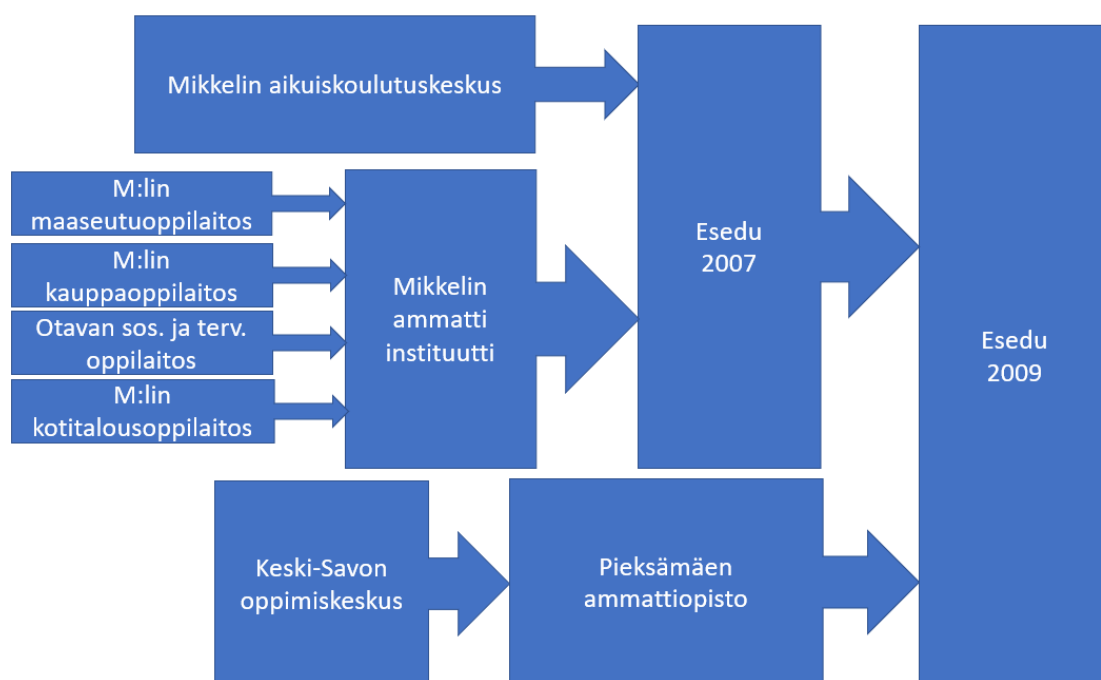 Mikkelin aikuiskoulutuskeskus
M:lin
maaseutuoppilaitos
M:lin
kauppaoppilaitos
Otavan sos. ja terv.
oppilaitos
M:lin
kotitalousoppilaitos
Mikkelin
ammatti
instituutti
Esedu
2007
Keski-Savon
oppimiskeskus
Pieksämäen
ammattiopisto
Esedu
2009